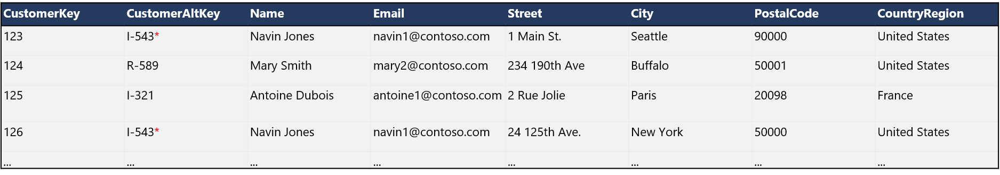 CustomerKey CustomerAltKey Name Email Street City PostalCode CountryRegion
123 I-543* Navin Jones navin1@contoso.com 1 Main St. Seattle 90000 United States
124 R-589 Mary Smith mary2@contoso.com 234 190th Ave Buffalo 50001 United States
125 I-321 Antoine Dubois antoine1@contoso.com 2 Rue Jolie Paris 20098 France
126 I-543* Navin Jones navin1@contoso.com 24 125th Ave. New York 50000 United States
... ... ... ... ... ... ... ...